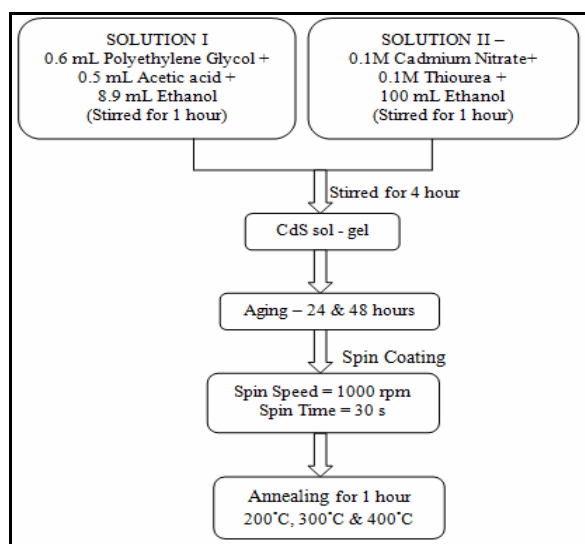 SOLUTION I
0.6 mL Polyethylene Glycol +
0.5 mL Acetic acid +
8.9 mL Ethanol
(Stirred for 1 hour)
SOLUTION II –
0.1M Cadmium Nitrate+
0.1M Thiourea +
100 mL Ethanol
(Stirred for 1 hour)
Stirred for 4 hour
CdS sol - gel
Aging – 24 & 48 hours
Spin Coating
Spin Speed = 1000 rpm
Spin Time = 30 s
Annealing for 1 hour
200˚C, 300˚C & 400˚C